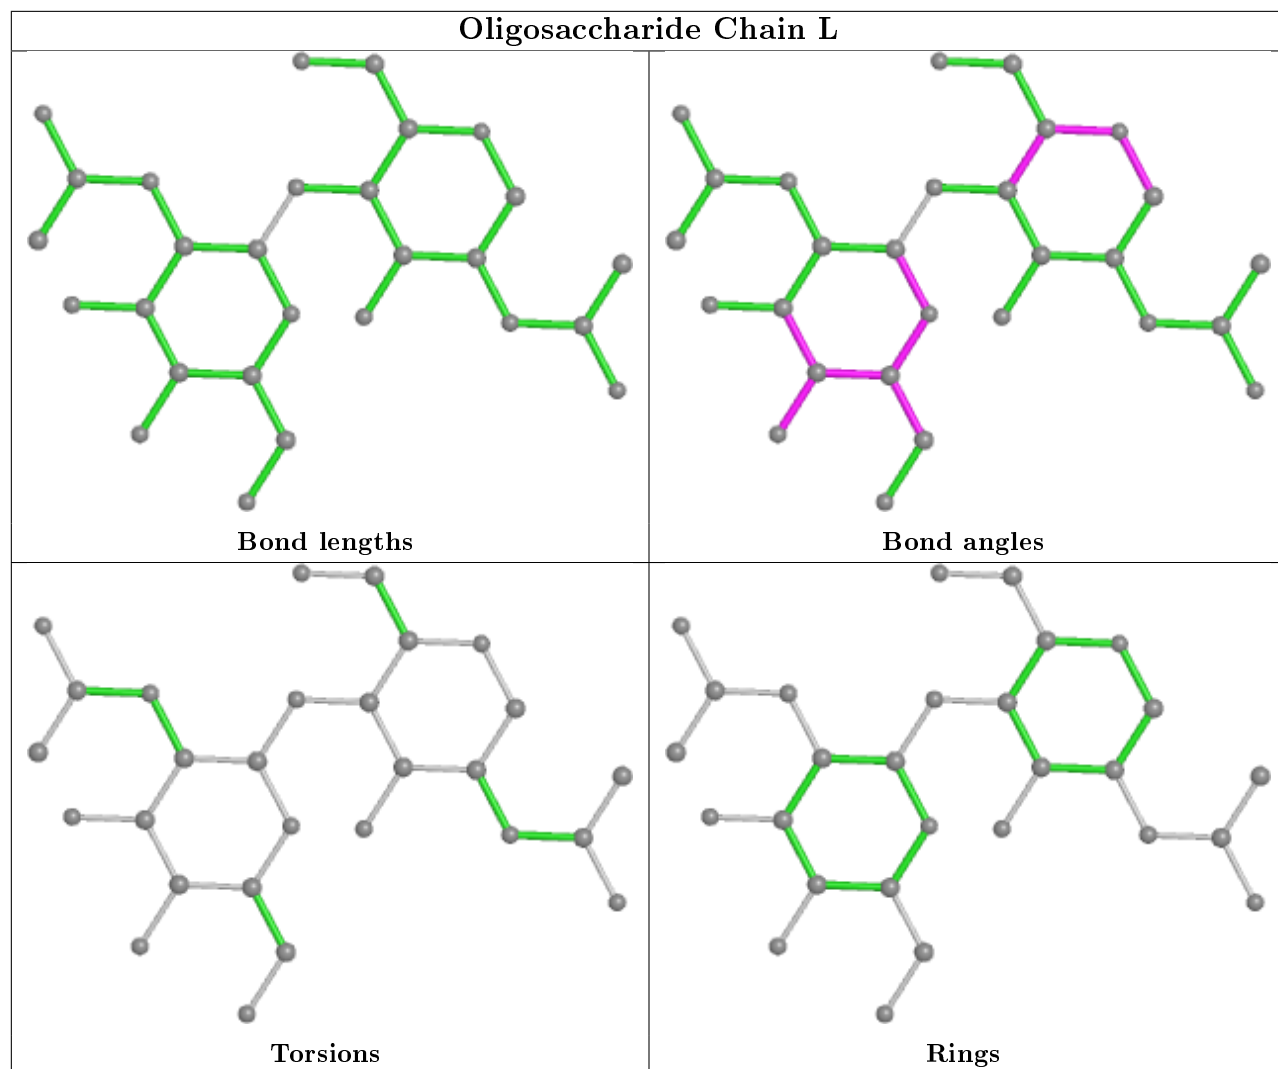 Oligosaccharide Chain L
Bond lengths
Bond angles
Torsions
Rings